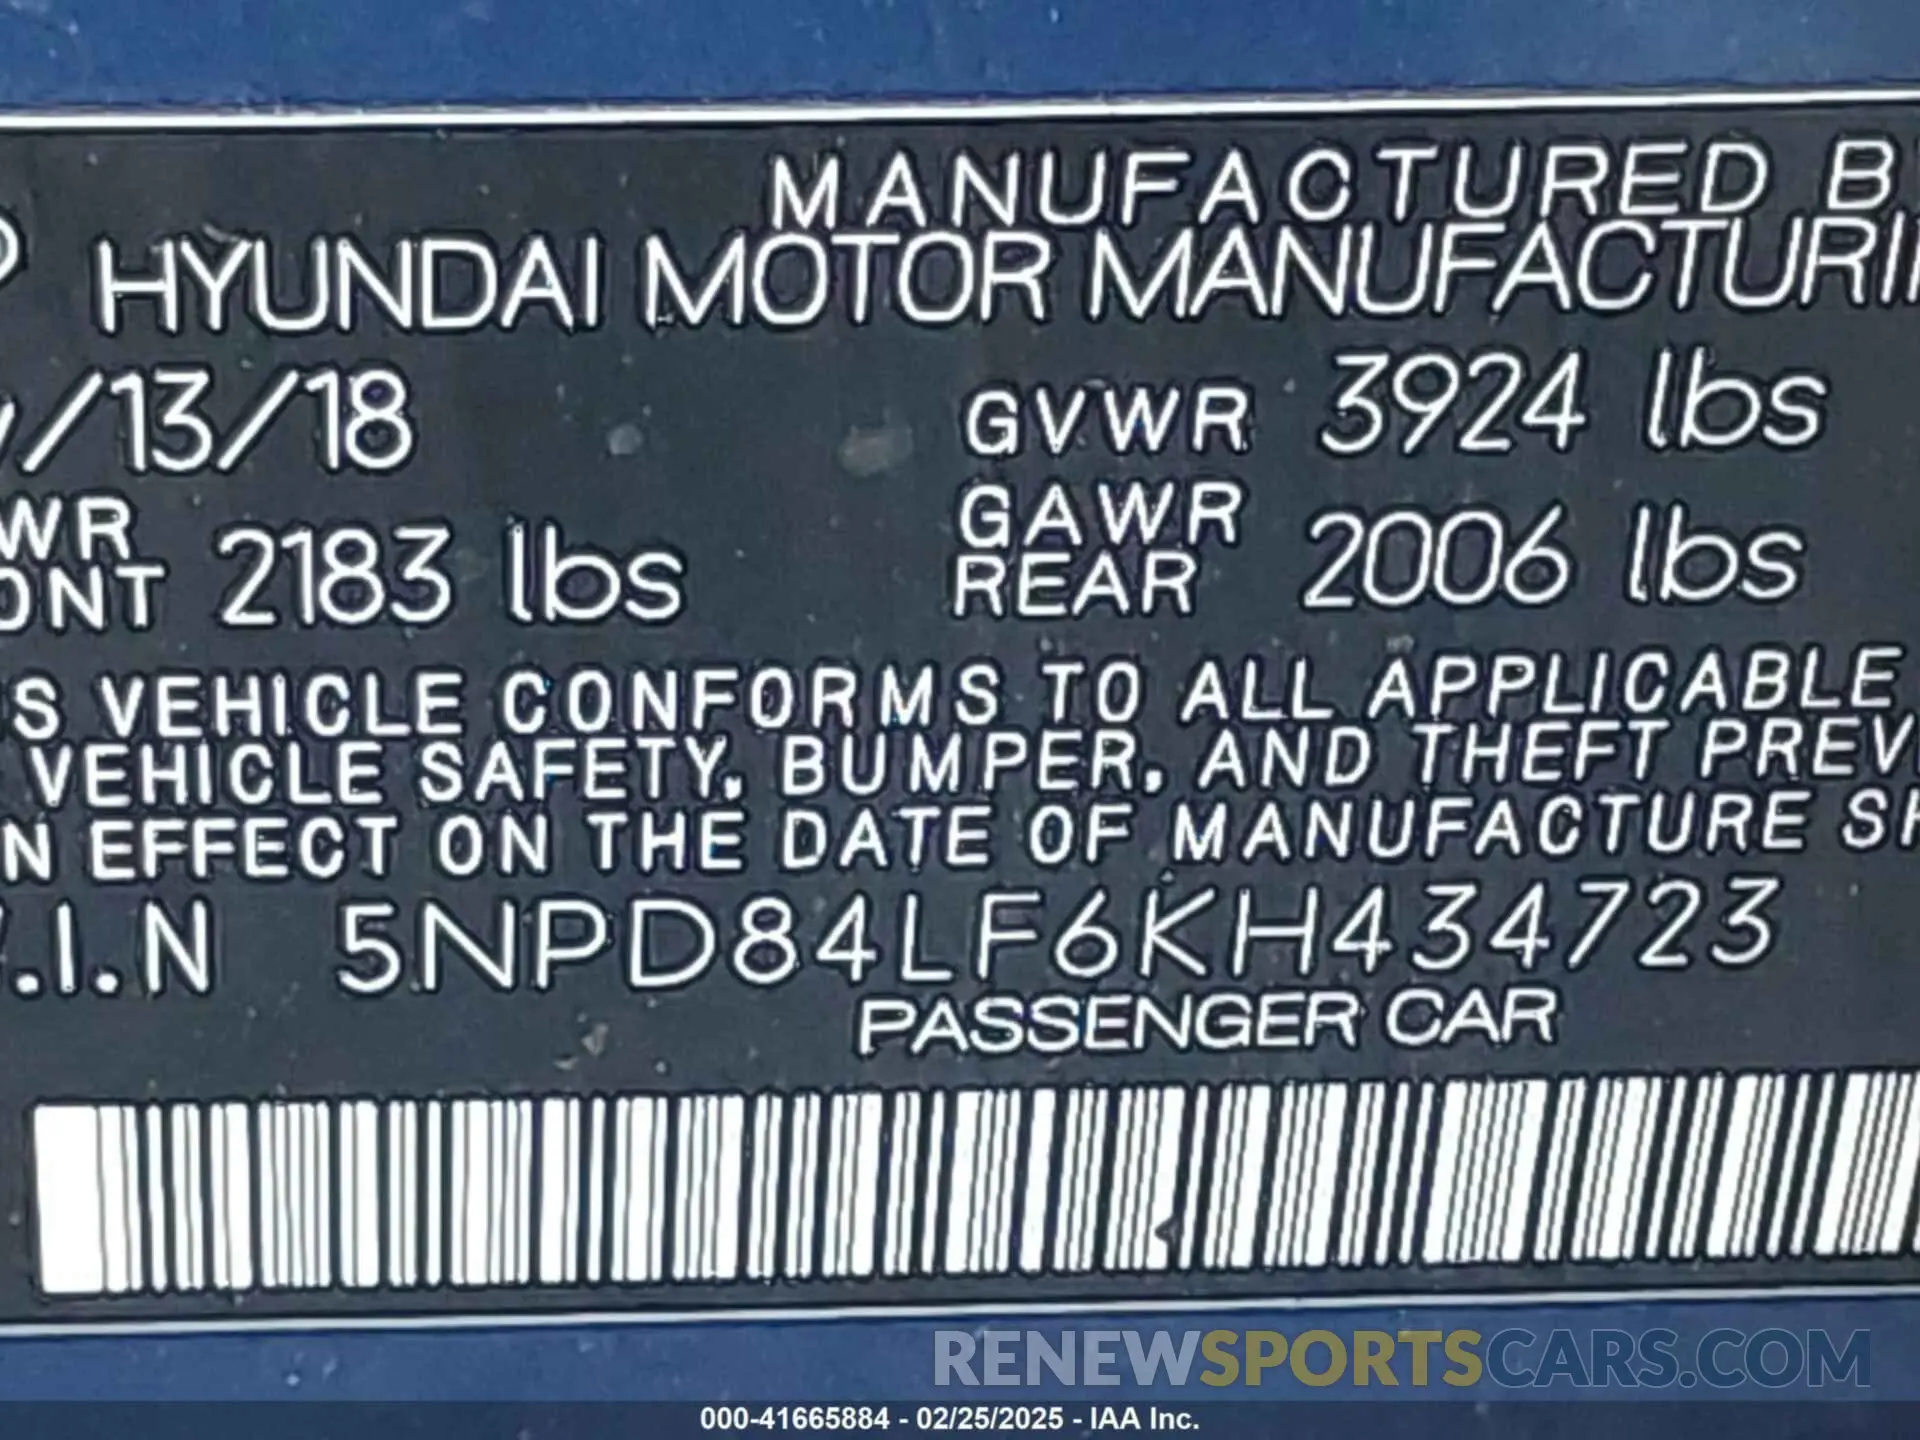 MANUFACTURED B
HYUNDAI MOTOR MANUFACTURI
/13/18 GVWR 3924 lbs
WR
ONT 2183 lbs GAWR
REAR 2006 lbs
S VEHICLE CONFORMS TO ALL APPLICABLE
VEHICLE SAFETY, BUMPER, AND THEFT PREV
N EFFECT ON THE DATE OF MANUFACTURE SH
V.I.N 5NPD84LF6KH434723
PASSENGER CAR
RENEWSPORTSCARS.COM
000-41665884 - 02/25/2025 - IAA Inc.